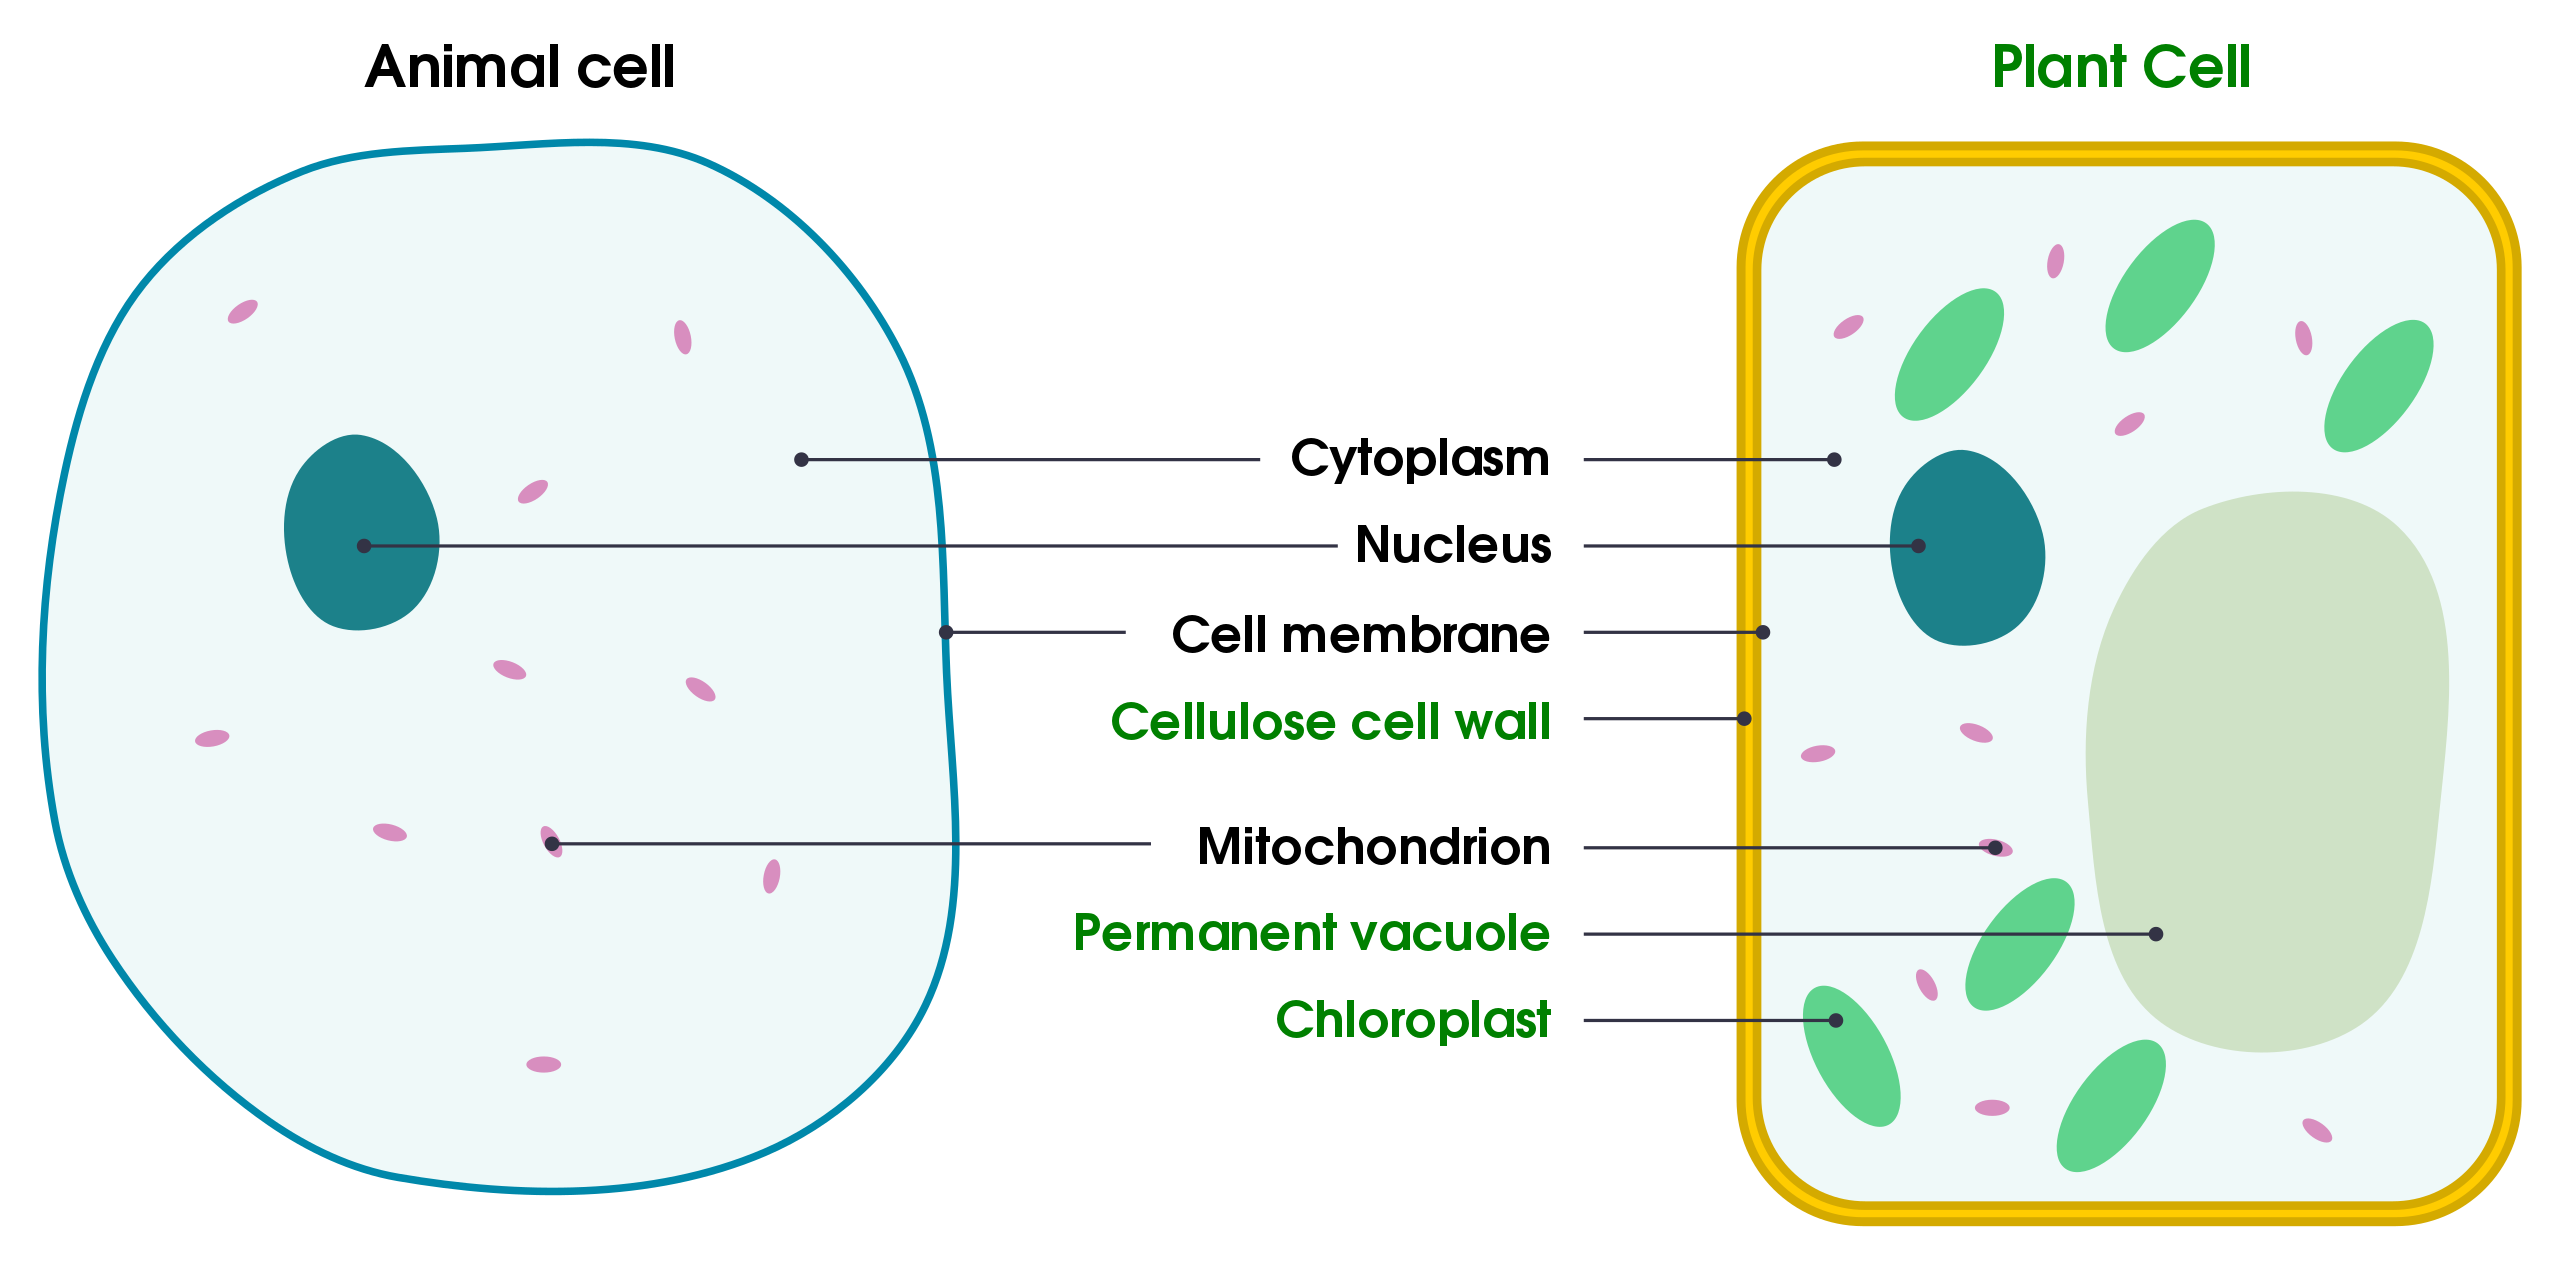 Animal cell
Plant Cell
Cytoplasm
Nucleus
Cell membrane
Cellulose cell wall
Mitochondrion
Permanent vacuole
Chloroplast